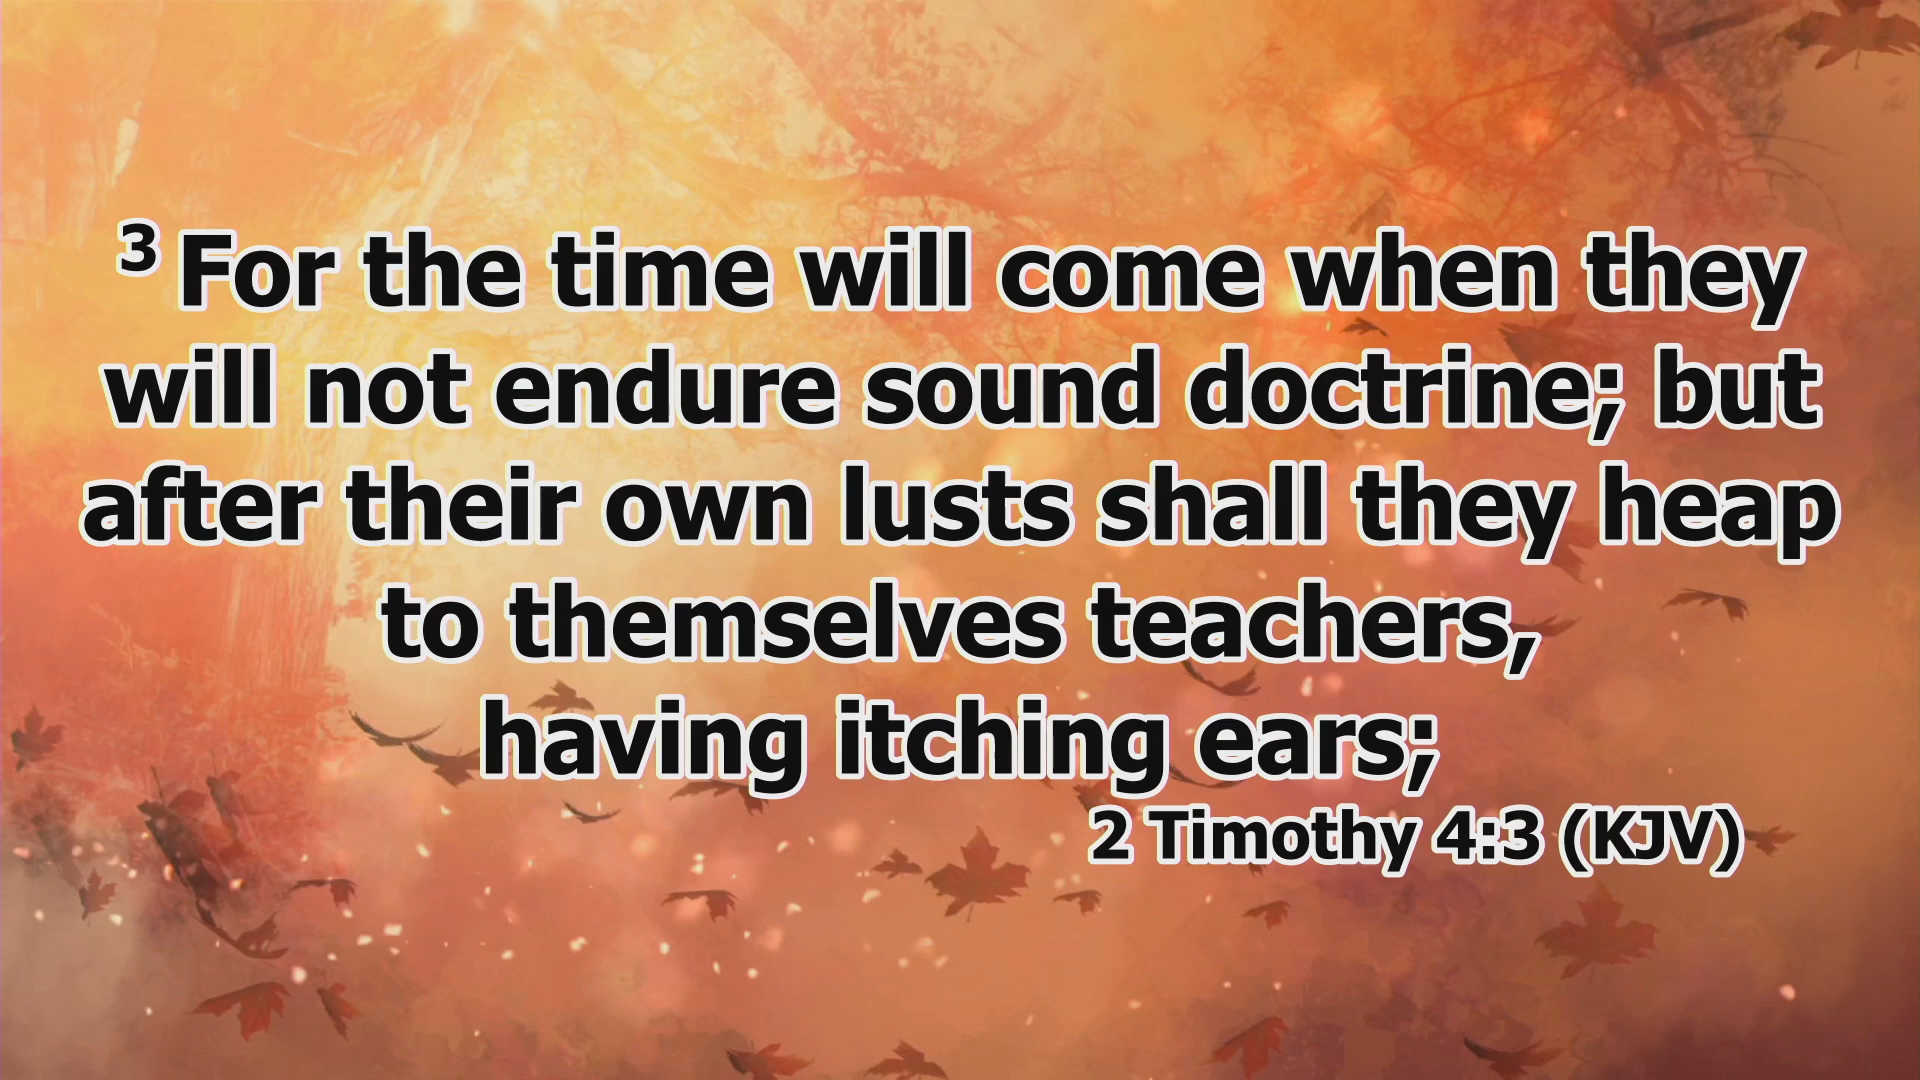 3 For the time will come when they
will not endure sound doctrine; but
after their own lusts shall they heap
to themselves teachers,
having itching ears;
2 Timothy 4:3 (KJV)